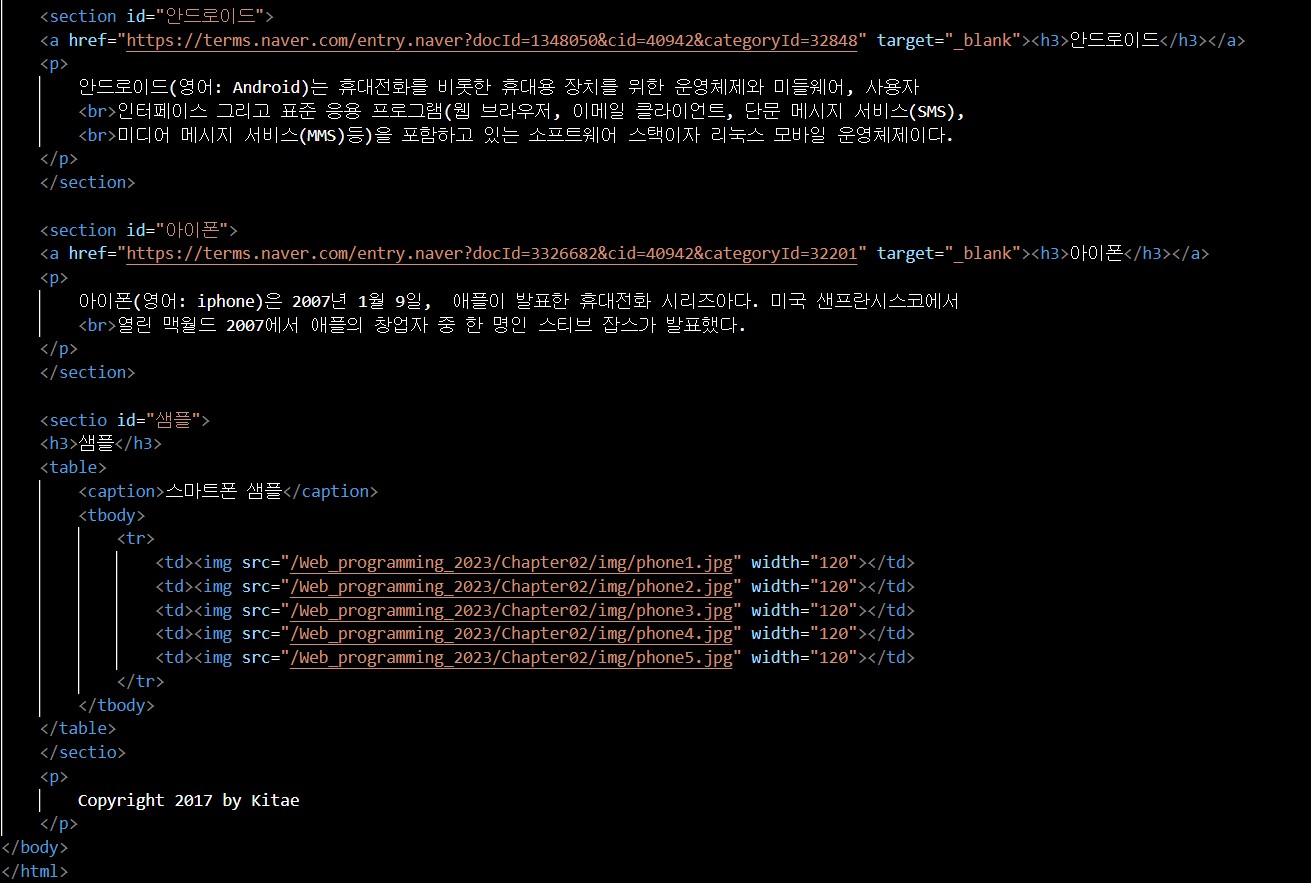 <section id="안드로이드">
<a href="https://terms.naver.com/entry.naver?docId=1348050&cid=40942&categoryId=32848" target="_blank"><h3>안드로이드</h3></a>
<p>
안드로이드(영어: Android)는 휴대전화를 비롯한 휴대용 장치를 위한 운영체제와 미들웨어, 사용자
<br>인터페이스 그리고 표준 응용 프로그램(웹 브라우저, 이메일 클라이언트, 단문 메시지 서비스(SMS),
<br>미디어 메시지 서비스(MMS)등)을 포함하고 있는 소프트웨어 스택이자 리눅스 모바일 운영체제이다.
</p>
</section>
<section id="아이폰">
<a href="https://terms.naver.com/entry.naver?docId=3326682&cid=40942&categoryId=32201" target="_blank"><h3>아이폰</h3></a>
<p>
아이폰(영어: iphone)은 2007년 1월 9일,  애플이 발표한 휴대전화 시리즈아다. 미국 샌프란시스코에서
<br>열린 맥월드 2007에서 애플의 창업자 중 한 명인 스티브 잡스가 발표했다.
</p>
</section>
<sectio id="샘플">
<h3>샘플</h3>
<table>
<caption>스마트폰 샘플</caption>
<tbody>
<tr>
<td><img src="/Web_programming_2023/Chapter02/img/phone1.jpg" width="120"></td>
<td><img src="/Web_programming_2023/Chapter02/img/phone2.jpg" width="120"></td>
<td><img src="/Web_programming_2023/Chapter02/img/phone3.jpg" width="120"></td>
<td><img src="/Web_programming_2023/Chapter02/img/phone4.jpg" width="120"></td>
<td><img src="/Web_programming_2023/Chapter02/img/phone5.jpg" width="120"></td>
</tr>
</tbody>
</table>
</sectio>
<p>
Copyright 2017 by Kitae
</p>
</body>
</html>